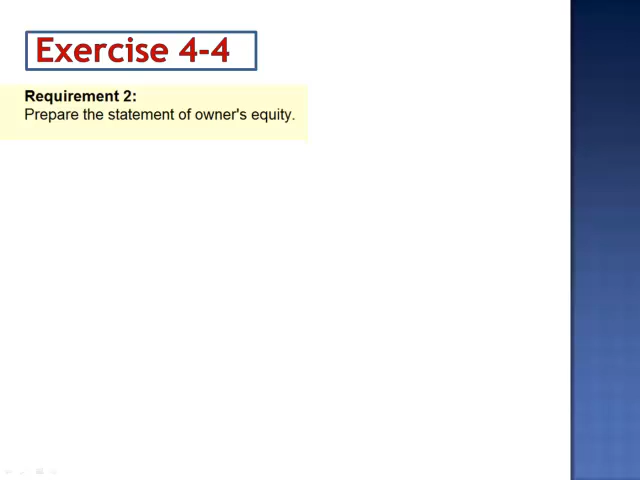 Exercise 4-4
Requirement 2:
Prepare the statement of owner's equity.